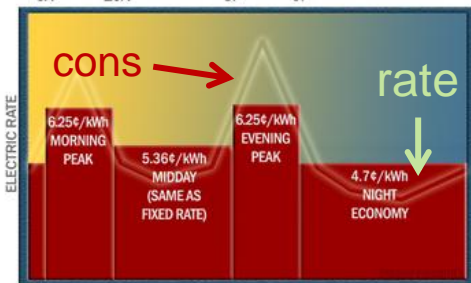 cons
rate
ELECTRIC RATE
6.25¢/kWh
MORNING
PEAK
5.36¢/kWh
MIDDAY
(SAME AS
FIXED RATE)
6.25¢/kWh
EVENING
PEAK
4.7¢/kWh
NIGHT
ECONOMY